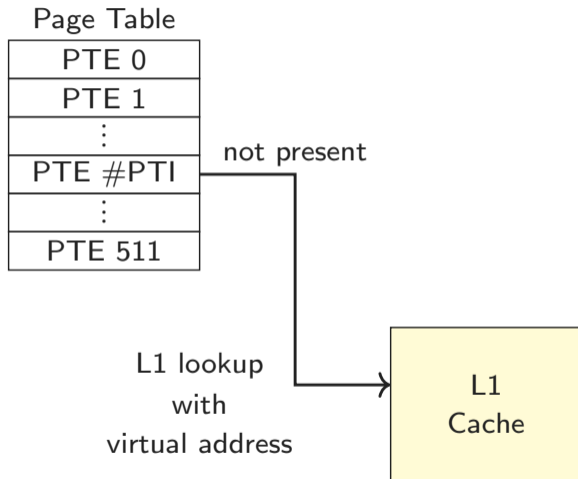 Page Table
PTE 0
PTE 1
⋮
PTE #PTI
not present
⋮
PTE 511
L1 lookup
with
virtual address
L1
Cache